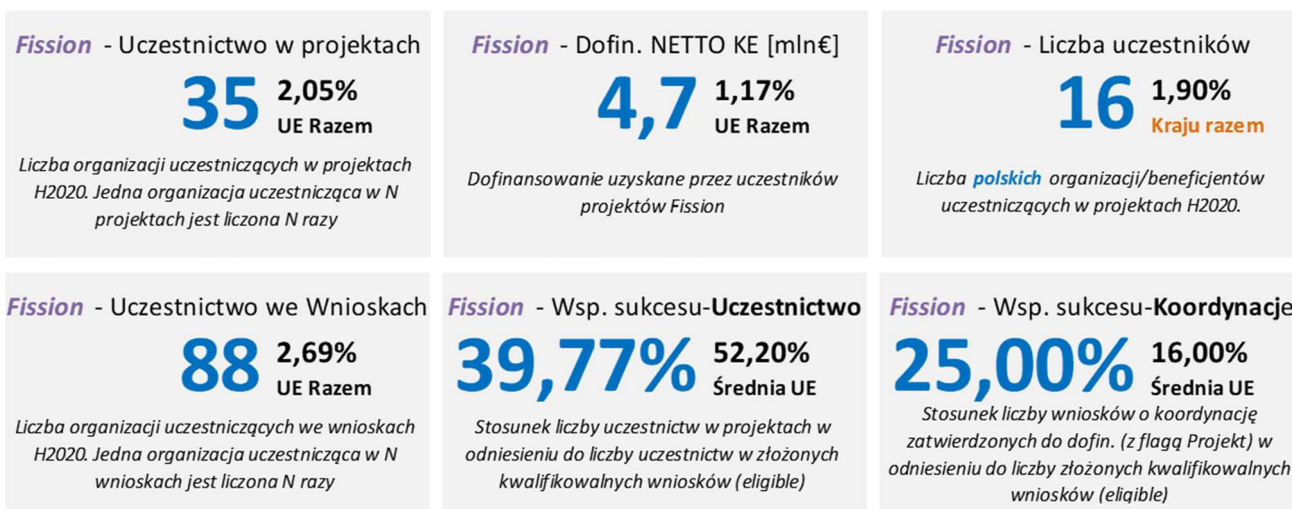 Fission - Uczestnictwo w projektach
35 2,05%
UE Razem
Liczba organizacji uczestniczących w projektach
H2020. Jedna organizacja uczestnicząca w N
projektach jest liczona N razy
Fission - Dofin. NETTO KE [mln€]
4,7 1,17%
UE Razem
Dofinansowanie uzyskane przez uczestników
projektów Fission
Fission - Liczba uczestników
16 1,90%
Kraju razem
Liczba polskich organizacji/beneficjentów
uczestniczących w projektach H2020.
Fission - Uczestnictwo we Wnioskach
88 2,69%
UE Razem
Liczba organizacji uczestniczących we wnioskach
H2020. Jedna organizacja uczestnicząca w N
wnioskach jest liczona N razy
Fission - Wsp. sukcesu-Uczestnictwo
39,77% 52,20%
Średnia UE
Stosunek liczby uczestnictw w projektach w
odniesieniu do liczby uczestnictw w złożonych
kwalifikowalnych wniosków (eligible)
Fission - Wsp. sukcesu-Koordynacje
25,00% 16,00%
Średnia UE
Stosunek liczby wniosków o koordynację
zatwierdzonych do dofin. (z flagą Projekt) w
odniesieniu do liczby złożonych kwalifikowalnych
wniosków (eligible)